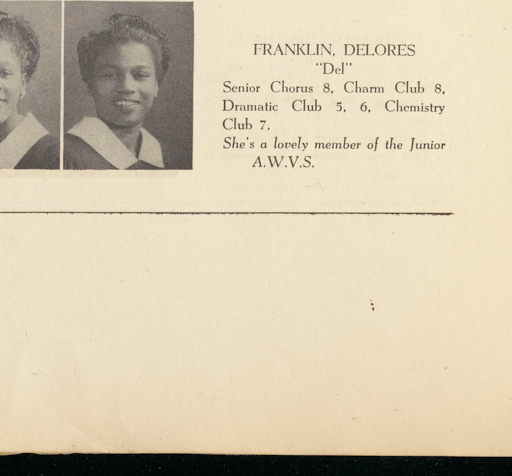 FRANKLIN, DELORES
"Del"
Senior Chorus 8, Charm Club 8,
Dramatic Club 5, 6, Chemistry
Club 7.
She's a lovely member of the Junior
A.W.V.S.